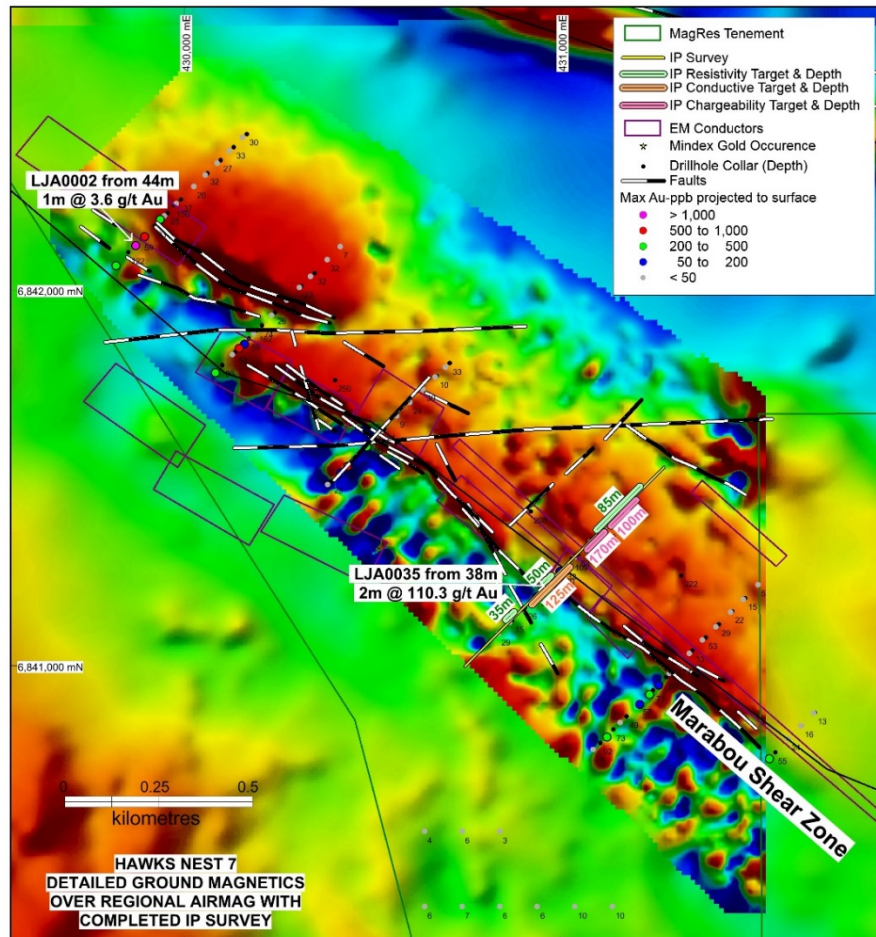 430,000 mE
431,000 mE
MagRes Tenement
IP Survey
IP Resistivity Target & Depth
IP Conductive Target & Depth
IP Chargeability Target & Depth
EM Conductors
Mindex Gold Occurence
Drillhole Collar (Depth)
Faults
Max Au-ppb projected to surface
> 1,000
500 to 1,000
200 to 500
50 to 200
< 50
30
33
27
32
LJA0002 from 44m
1m @ 3.6 g/t Au
7
32
32
6,842,000 mN
33
10
250
85m
100m
170m
LJA0035 from 38m
2m @ 110.3 g/t Au
50m
125m
35m
29
122
15
22
29
53
6,841,000 mN
13
16
73
55
Marabou Shear Zone
0 0.25 0.5
kilometres
4 6 3
HAWKS NEST 7
DETAILED GROUND MAGNETICS
OVER REGIONAL AIRMAG WITH
COMPLETED IP SURVEY
6 7 6 6 10 10